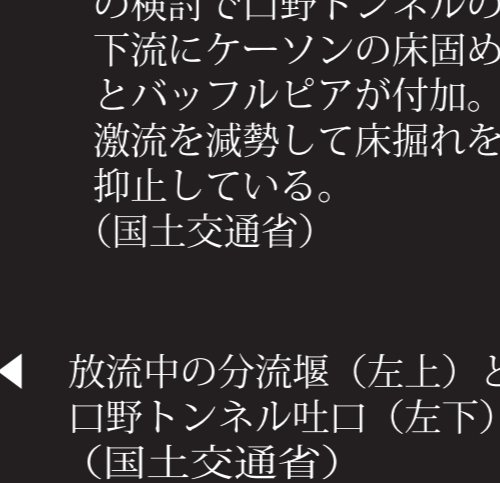 の検討で口野トンネルの
下流にケーソンの床固め
とバッフルピアが付加。
激流を減勢して床掘れを
抑止している。
（国土交通省）
◀ 放流中の分流堰（左上）と
口野トンネル吐口（左下）
（国土交通省）